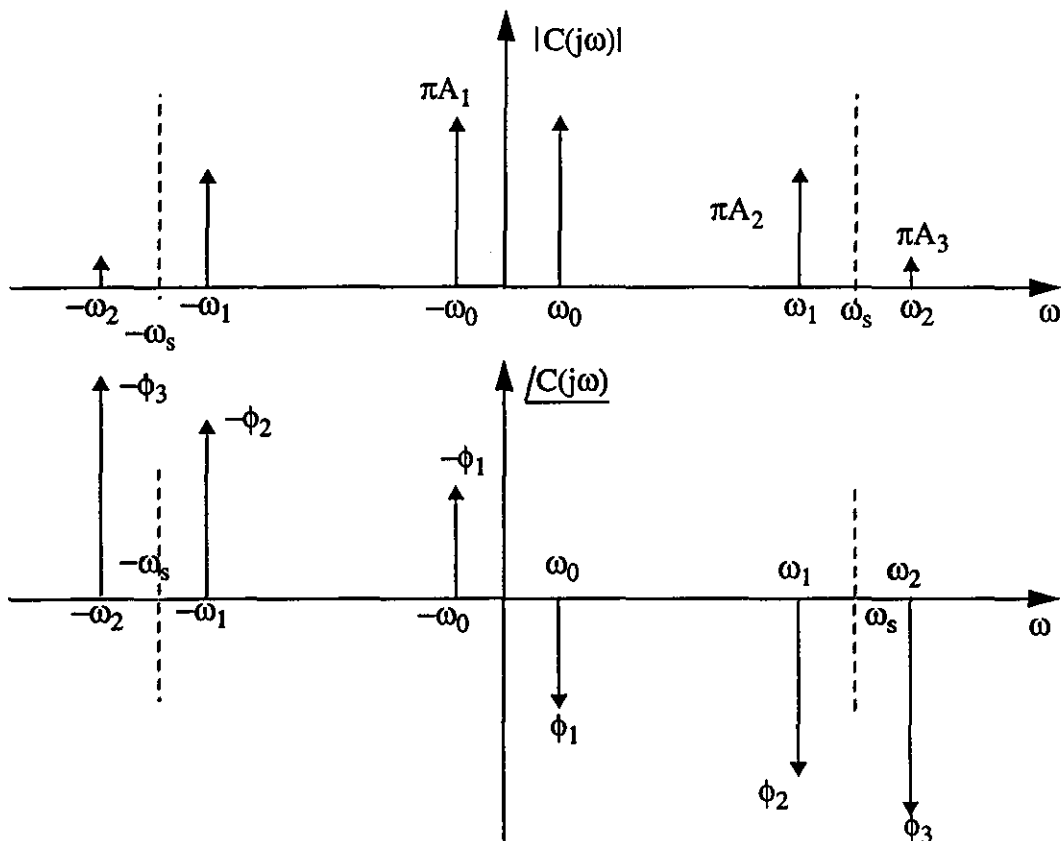 |C(jω)|
πA₁
πA₂
πA₃
−ω₂
−ωₛ
−ω₁
−ω₀
ω₀
ω₁
ωₛ
ω₂
ω
/C(jω)
−ϕ₃
−ϕ₂
−ϕ₁
−ωₛ
ω₀
ω₁
ω₂
−ω₂
−ω₁
−ω₀
ωₛ
ω
ϕ₁
ϕ₂
ϕ₃